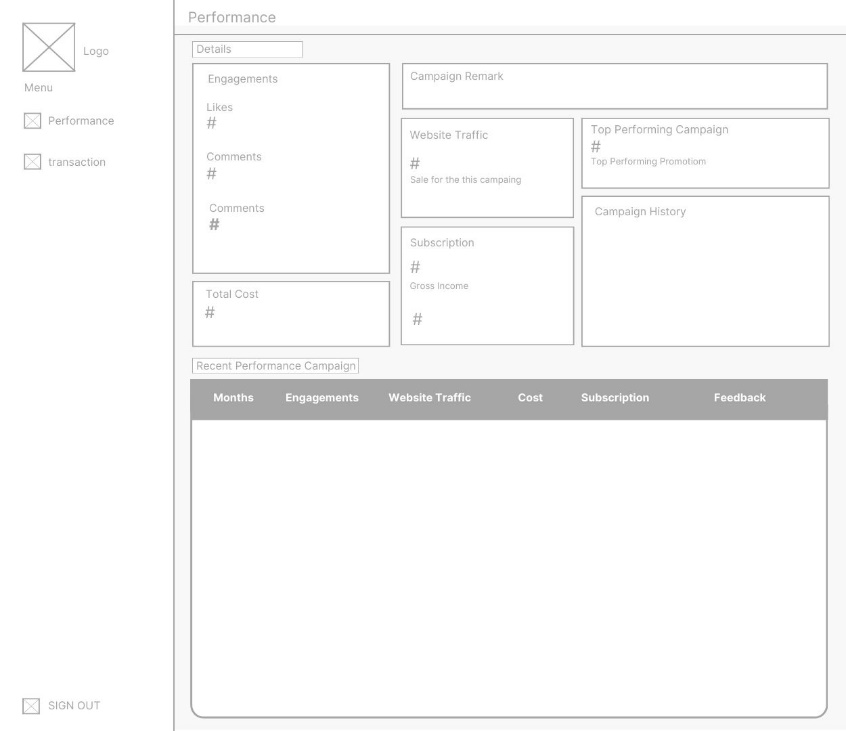 Performance
Logo
Menu
Performance
transaction
SIGN OUT
Details
Engagements
Likes
#
Comments
#
Comments
#
Total Cost
#
Campaign Remark
Website Traffic
#
Sale for the this campaing
Subscription
#
Gross Income
#
Top Performing Campaign
#
Top Performing Promotiom
Campaign History
Recent Performance Campaign
Months Engagements Website Traffic Cost Subscription Feedback